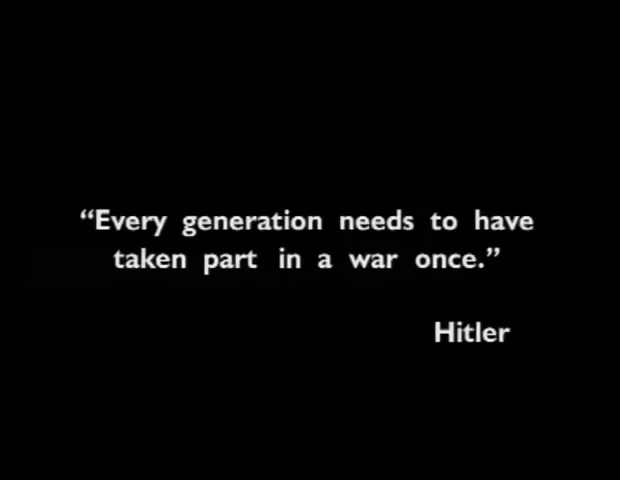 “Every generation needs to have
taken part in a war once.”
Hitler